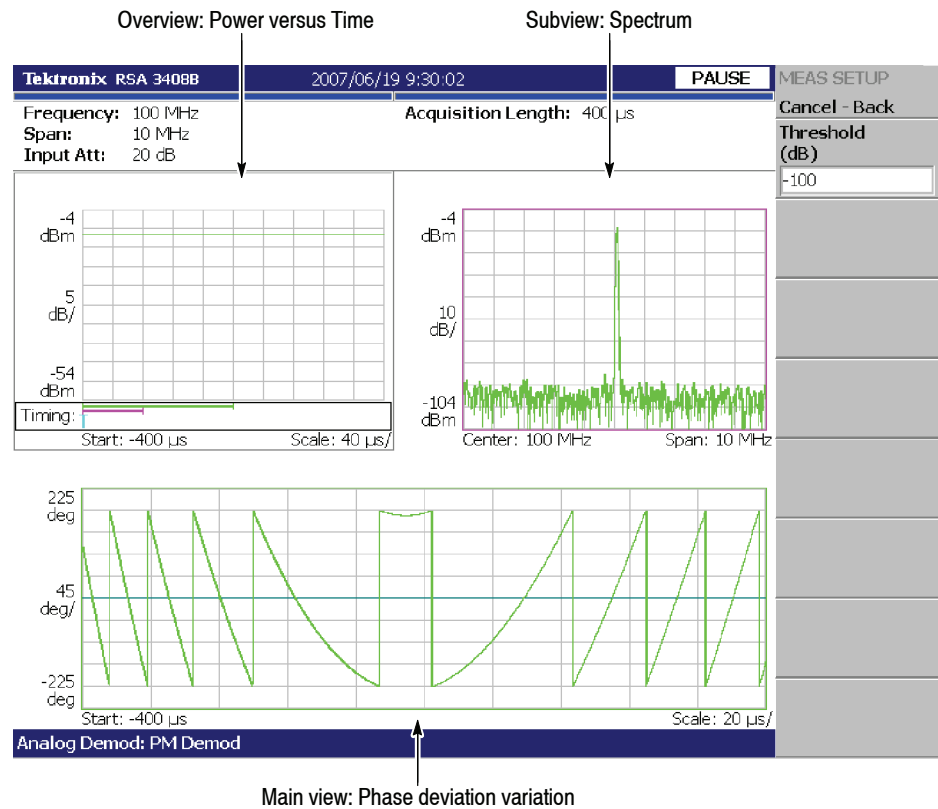 Overview: Power versus Time
Subview: Spectrum
Tektronix RSA 3408B
2007/06/19 9:30:02
PAUSE
MEAS SETUP
Frequency: 100 MHz
Acquisition Length: 400 µs
Cancel - Back
Span: 10 MHz
Input Att: 20 dB
Threshold
(dB)
-100
-4
dBm
5
dB/
-54
dBm
Timing:
Start: -400 µs
Scale: 40 µs/
-4
dBm
10
dB/
-104
dBm
Center: 100 MHz
Span: 10 MHz
225
deg
45
deg/
-225
deg
Start: -400 µs
Scale: 20 µs/
Analog Demod: PM Demod
Main view: Phase deviation variation